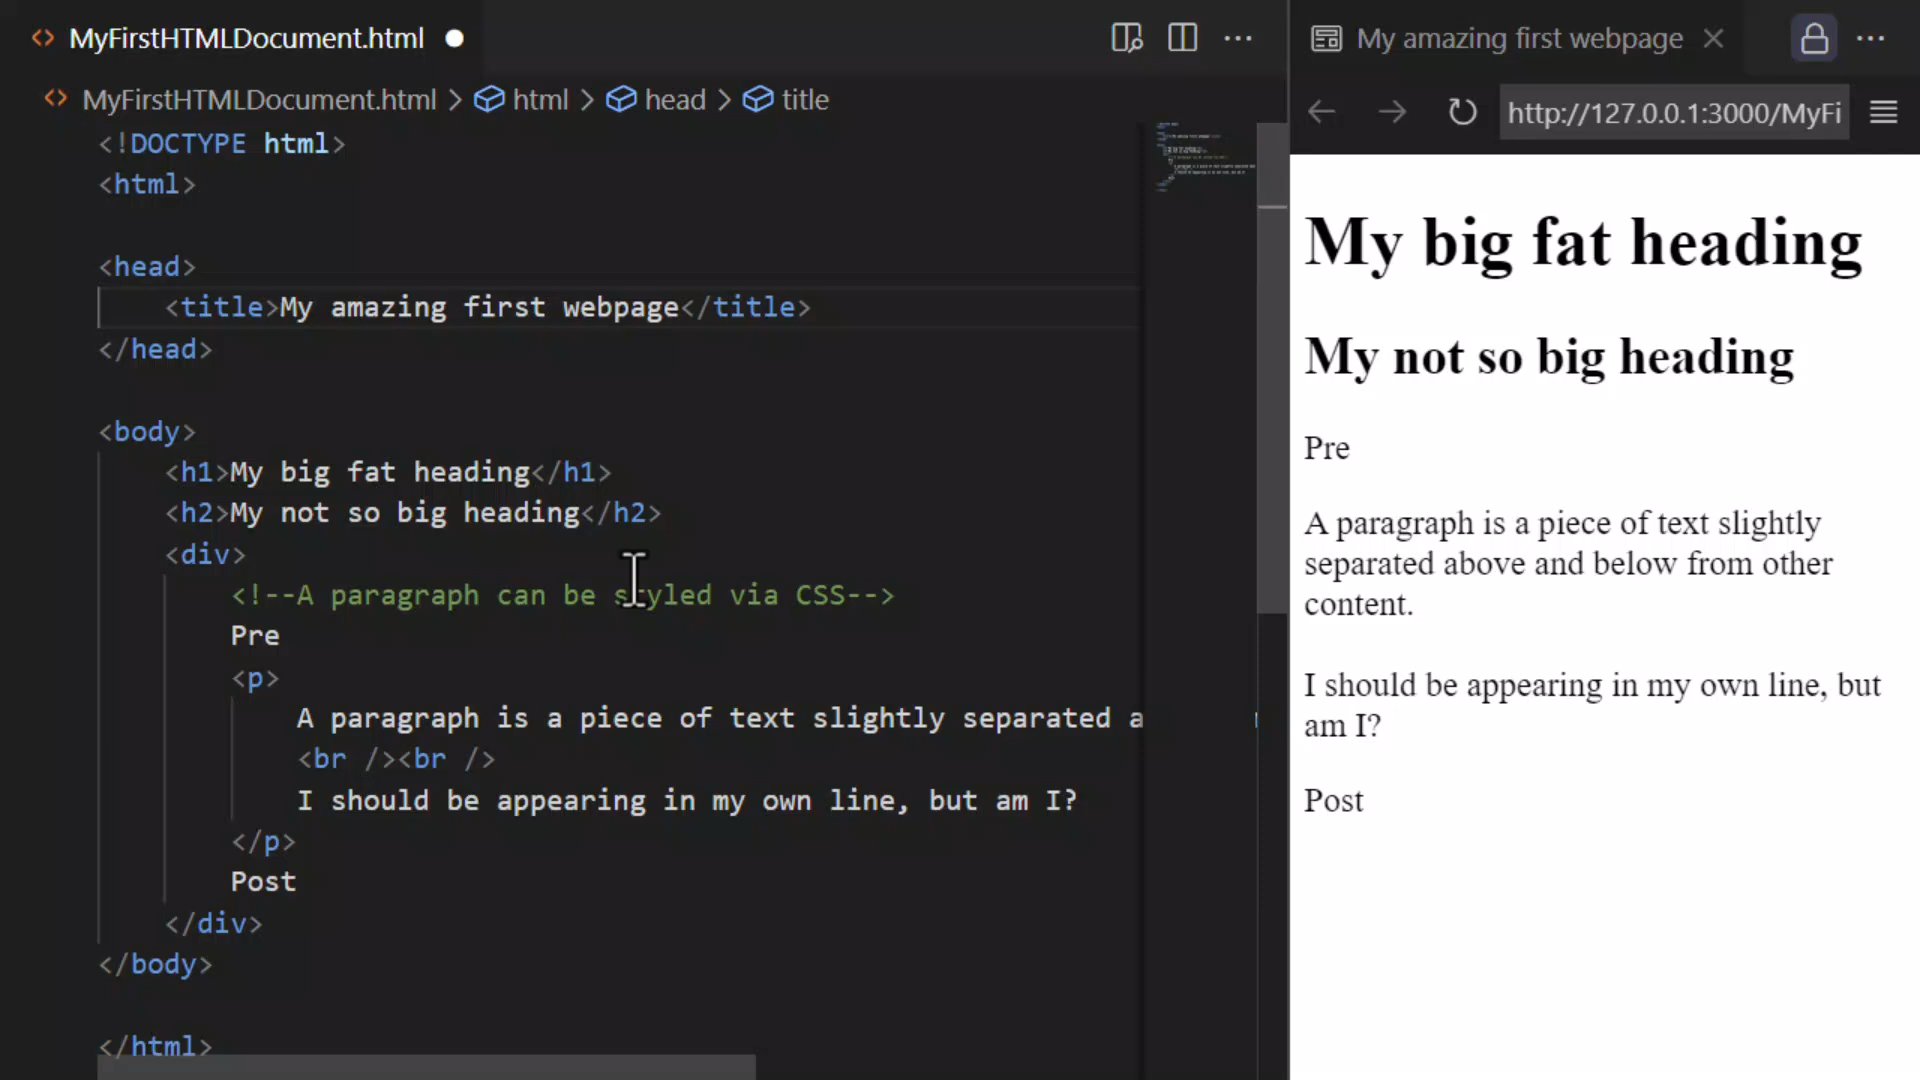 MyFirstHTMLDocument.html
MyFirstHTMLDocument.html > html > head > title
<!DOCTYPE html>
<html>
<head>
<title>My amazing first webpage</title>
</head>
<body>
<h1>My big fat heading</h1>
<h2>My not so big heading</h2>
<div>
<!--A paragraph can be styled via CSS-->
Pre
<p>
A paragraph is a piece of text slightly separated a
<br /><br />
I should be appearing in my own line, but am I?
</p>
Post
</div>
</body>
</html>
My amazing first webpage
http://127.0.0.1:3000/MyFi
My big fat heading
My not so big heading
Pre
A paragraph is a piece of text slightly
separated above and below from other
content.
I should be appearing in my own line, but
am I?
Post